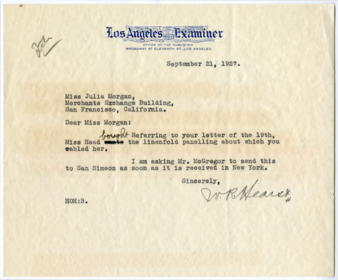 Los Angeles Examiner
OFFICE OF THE PUBLISHER
BROADWAY AT ELEVENTH ST., LOS ANGELES
September 21, 1927.
Miss Julia Morgan,
Merchants Exchange Building,
San Francisco, California.
Dear Miss Morgan:
Referring to your letter of the 19th,
Miss Head bought the linenfold panelling about which you
cabled her.
I am asking Mr. McGregor to send this
to San Simeon as soon as it is received in New York.
Sincerely,
W R Hearst